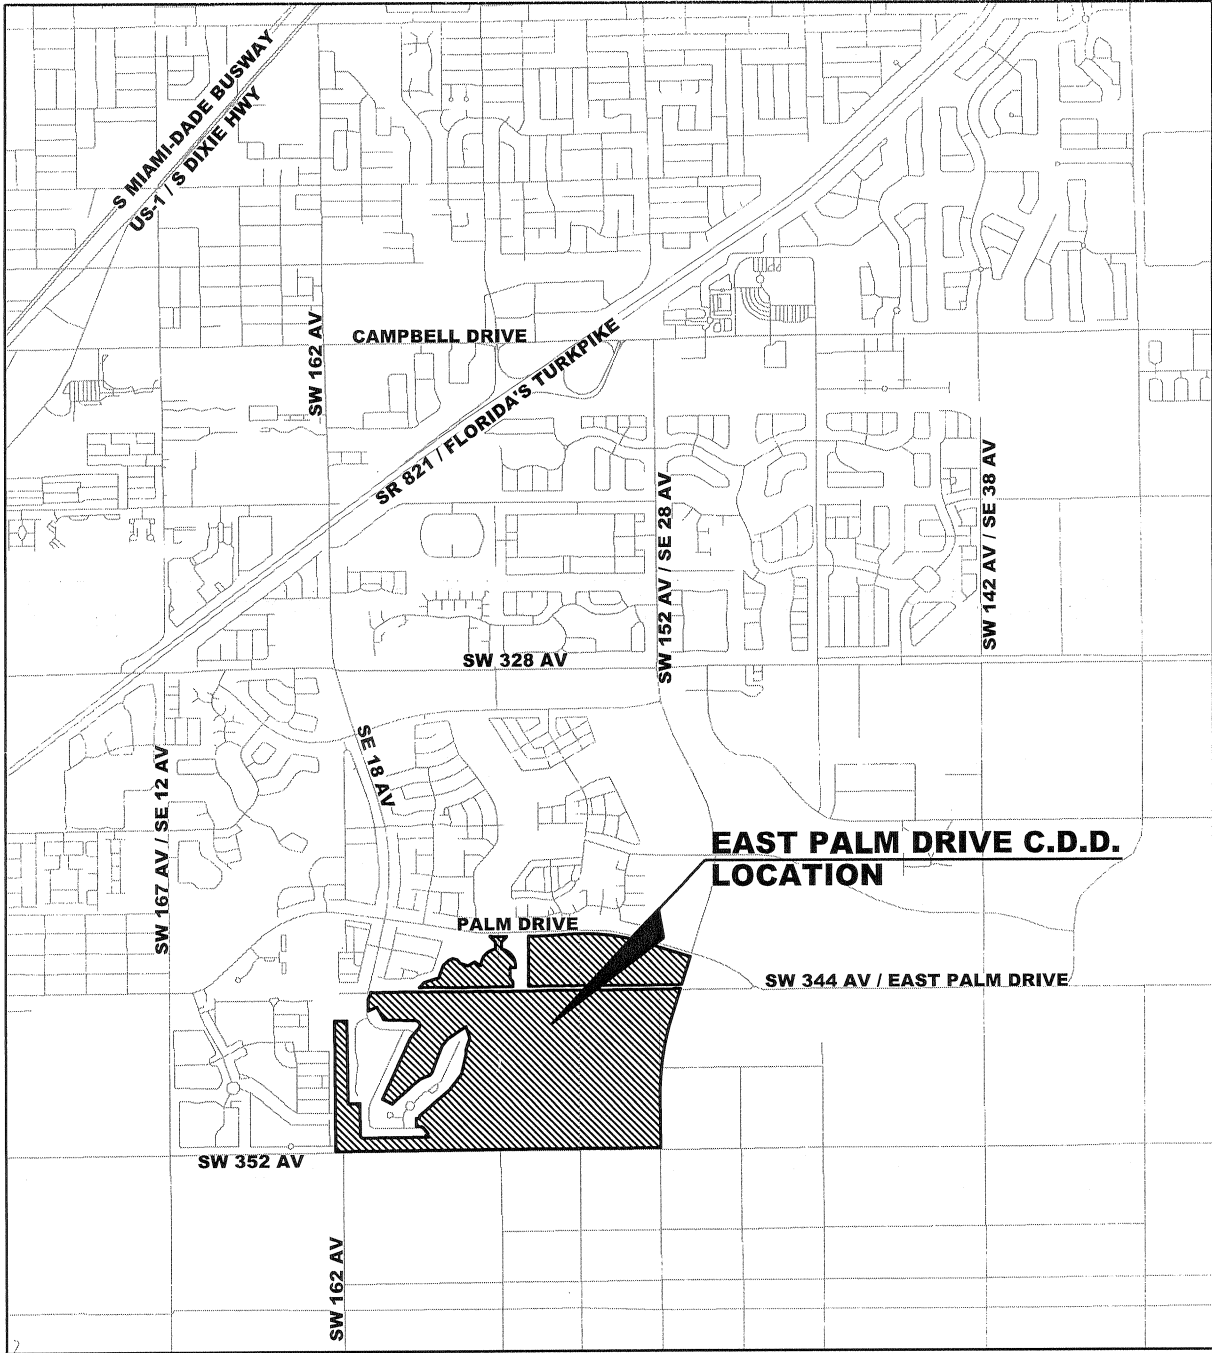 S MIAMI-DADE BUSWAY
US-1 / S DIXIE HWY
SW 162 AV
CAMPBELL DRIVE
SR 821 / FLORIDA'S TURKPIKE
SW 152 AV / SE 28 AV
SW 142 AV / SE 38 AV
SW 328 AV
SE 18 AV
SW 167 AV / SE 12 AV
EAST PALM DRIVE C.D.D.
LOCATION
PALM DRIVE
SW 344 AV / EAST PALM DRIVE
SW 352 AV
SW 162 AV